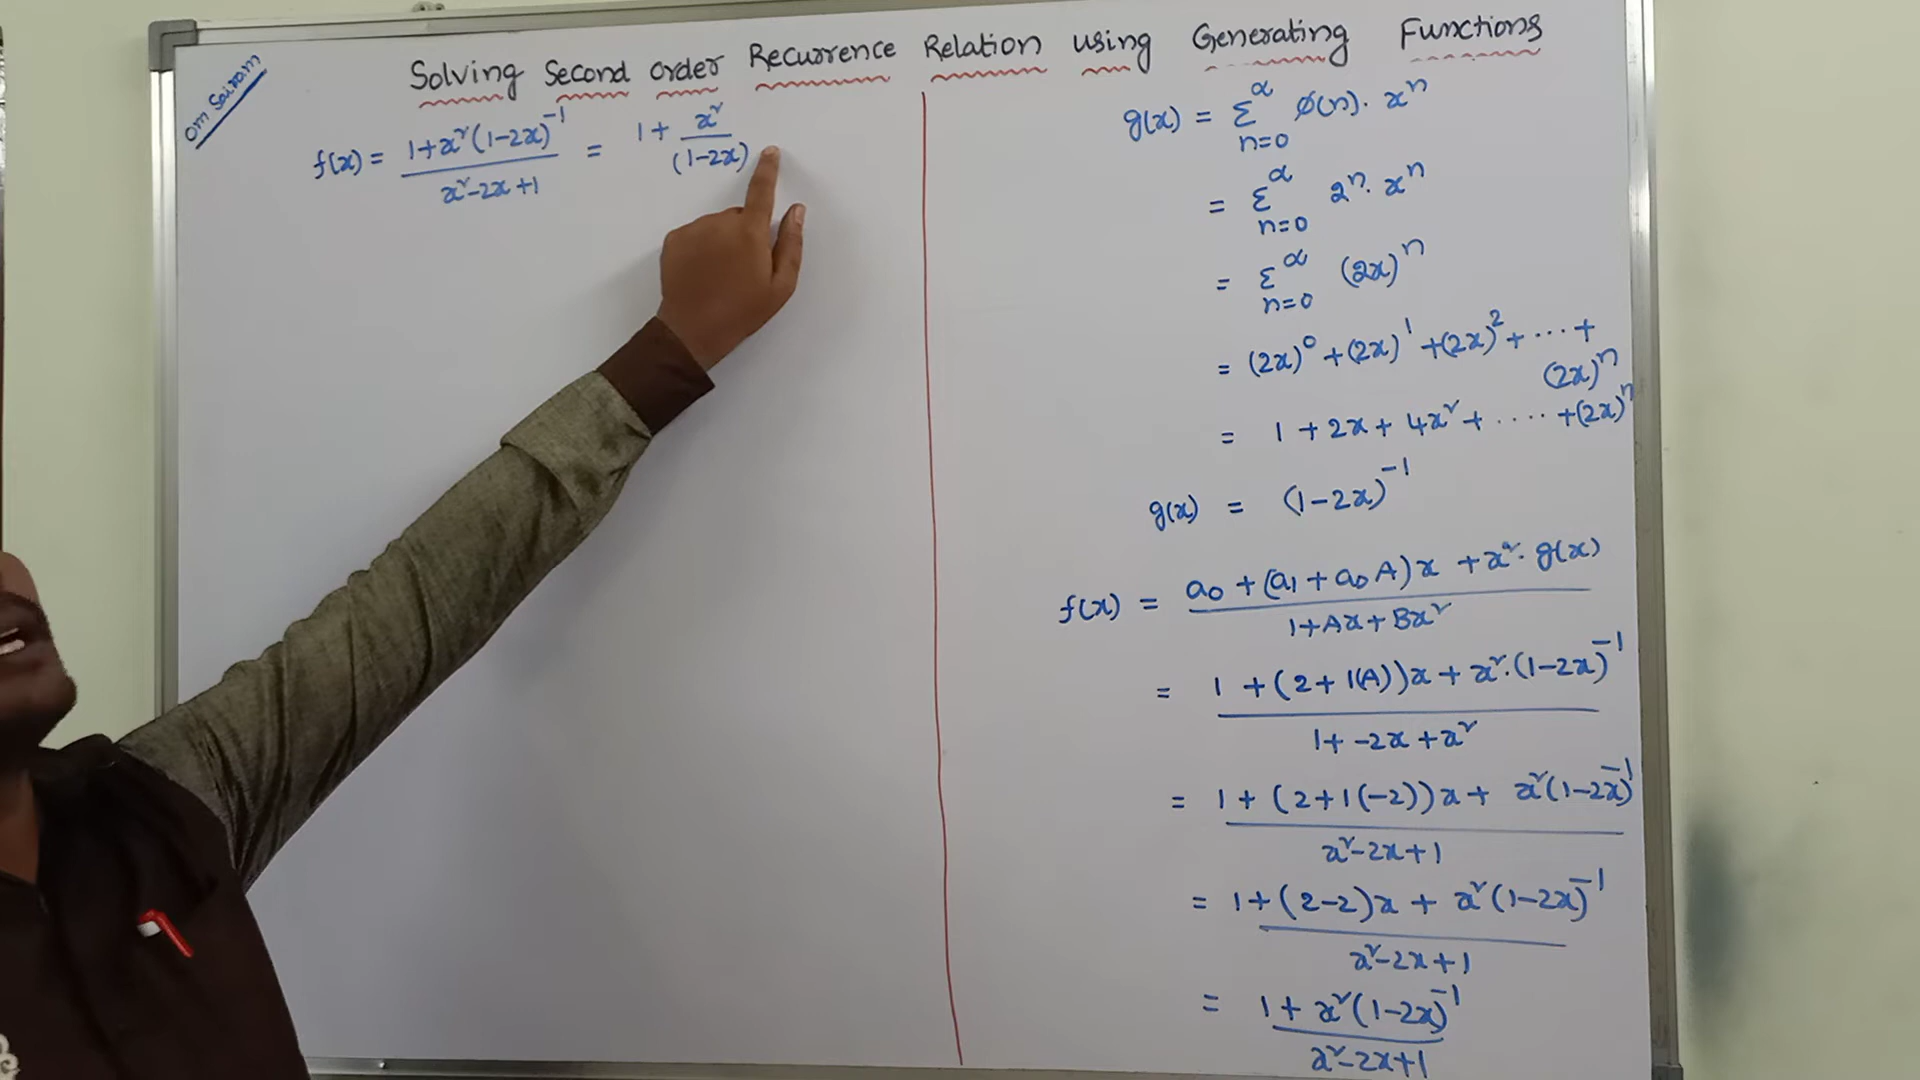 Om Sairam
Solving Second order Recurrence Relation using Generating Functions
f(x) = (1+x²(1-2x)⁻¹)/(x²-2x+1) = 1 + x²/(1-2x)
g(x) = Σ_{n=0}^{α} Ø(n). xⁿ
= Σ_{n=0}^{α} 2ⁿ. xⁿ
= Σ_{n=0}^{α} (2x)ⁿ
= (2x)⁰ + (2x)¹ + (2x)² + ... +
(2x)ⁿ
= 1 + 2x + 4x² + .... + (2x)ⁿ
g(x) = (1-2x)⁻¹
f(x) = (a₀ + (a₁ + a₀A)x + x². g(x))/(1+Ax+Bx²)
= (1 + (2+1(A))x + x². (1-2x)⁻¹)/(1+-2x+x²)
= (1 + (2+1(-2))x + x²(1-2x)⁻¹)/(x²-2x+1)
= (1+(2-2)x + x²(1-2x)⁻¹)/(x²-2x+1)
= (1 + x²(1-2x)⁻¹)/(x²-2x+1)